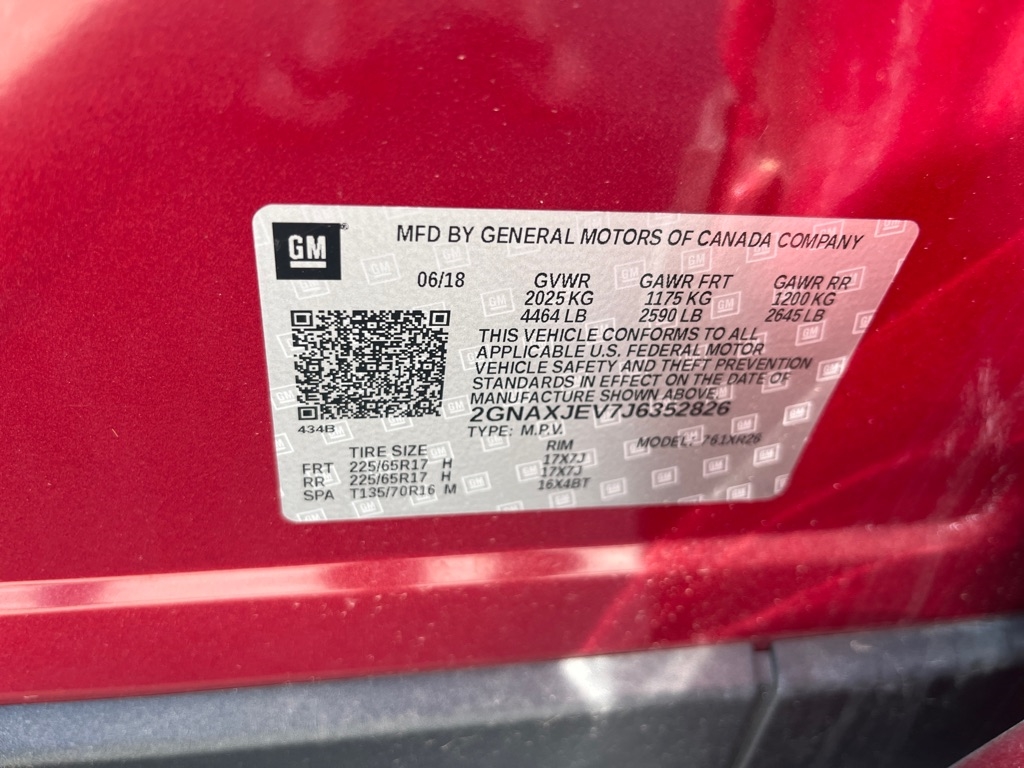 GM
MFD BY GENERAL MOTORS OF CANADA COMPANY
06/18
GVWR GAWR FRT GAWR RR
2025 KG 1175 KG 1200 KG
4464 LB 2590 LB 2645 LB
THIS VEHICLE CONFORMS TO ALL
APPLICABLE U.S. FEDERAL MOTOR
VEHICLE SAFETY AND THEFT PREVENTION
STANDARDS IN EFFECT ON THE DATE OF
MANUFACTURE SHOWN ABOVE.
2GNAXJEV7J6352826
434B
TYPE: M.P.V.
MODEL: 761XR26
TIRE SIZE RIM
FRT 225/65R17 H 17X7J
RR 225/65R17 H 17X7J
SPA T135/70R16 M 16X4BT